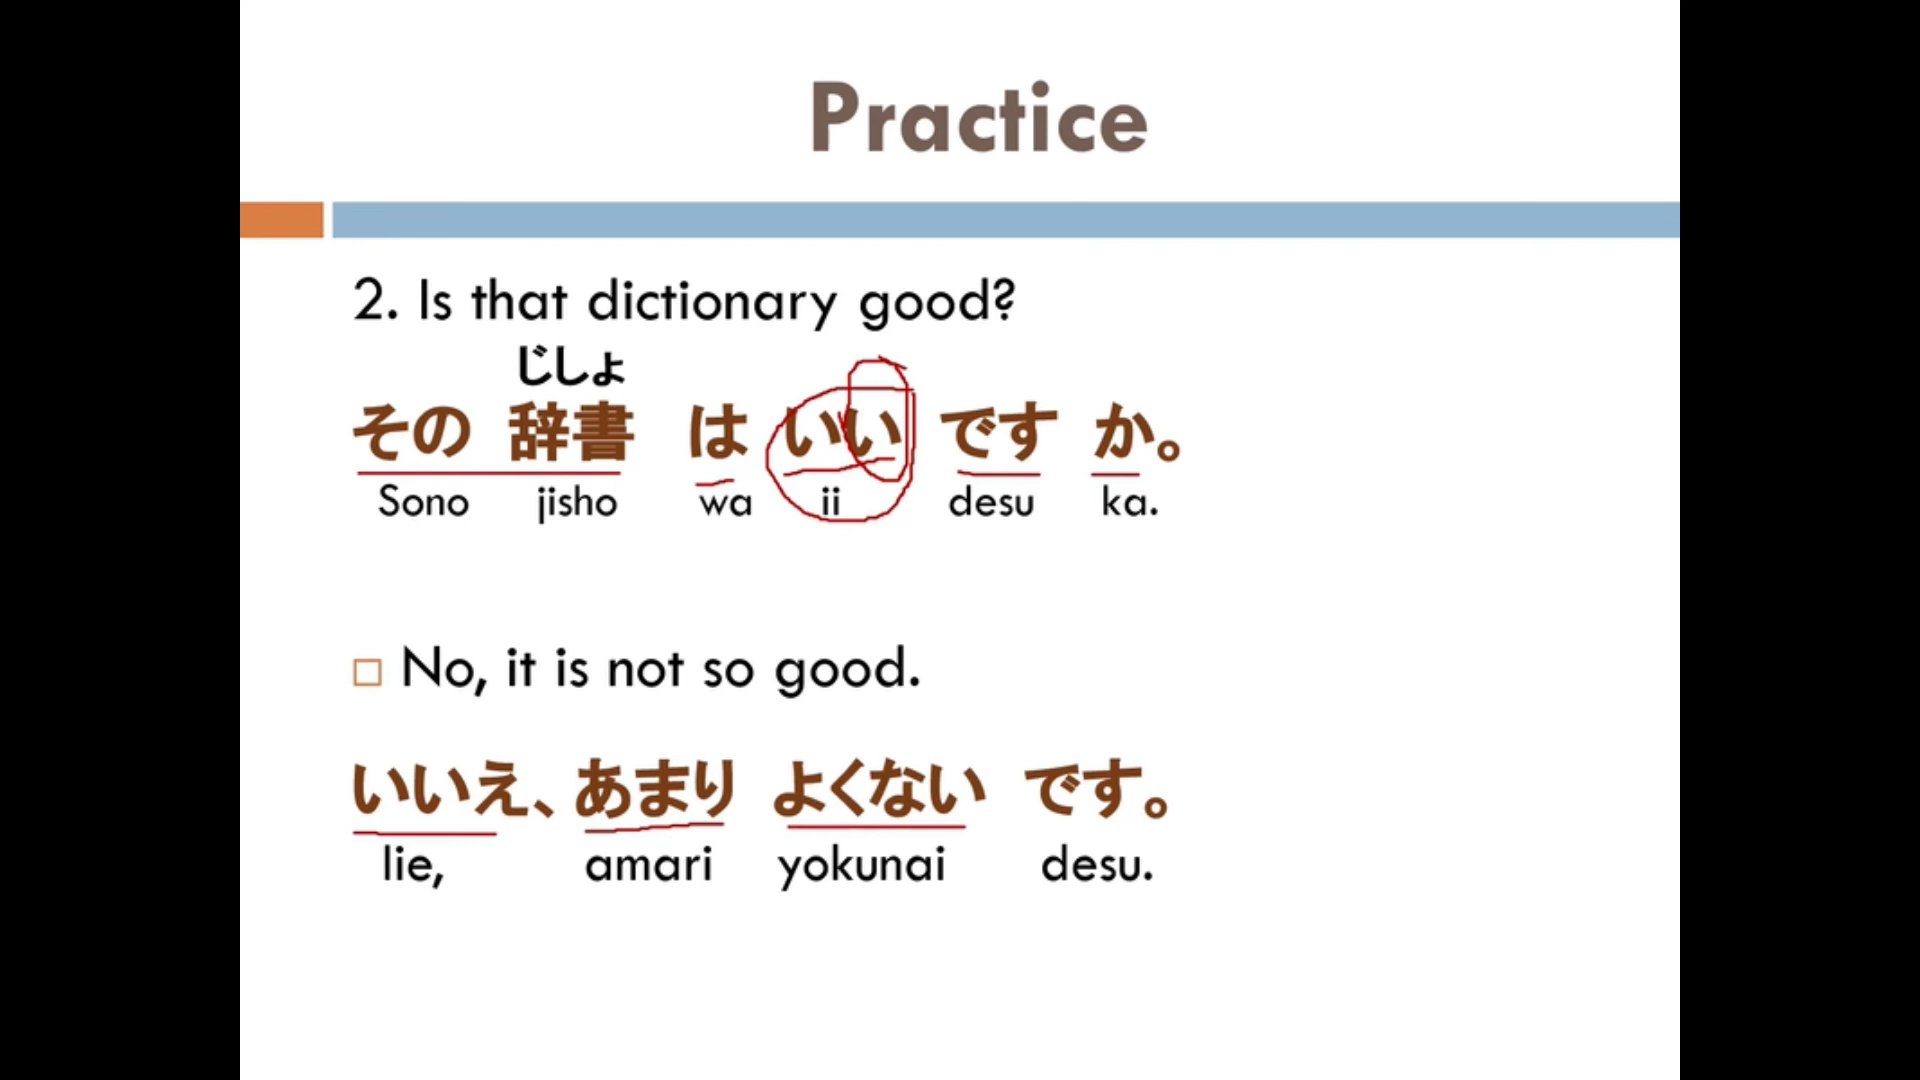 Practice
2. Is that dictionary good?
じしょ
その 辞書 は いい です か。
Sono jisho wa ii desu ka.
No, it is not so good.
いいえ、あまり よくない です。
Iie, amari yokunai desu.